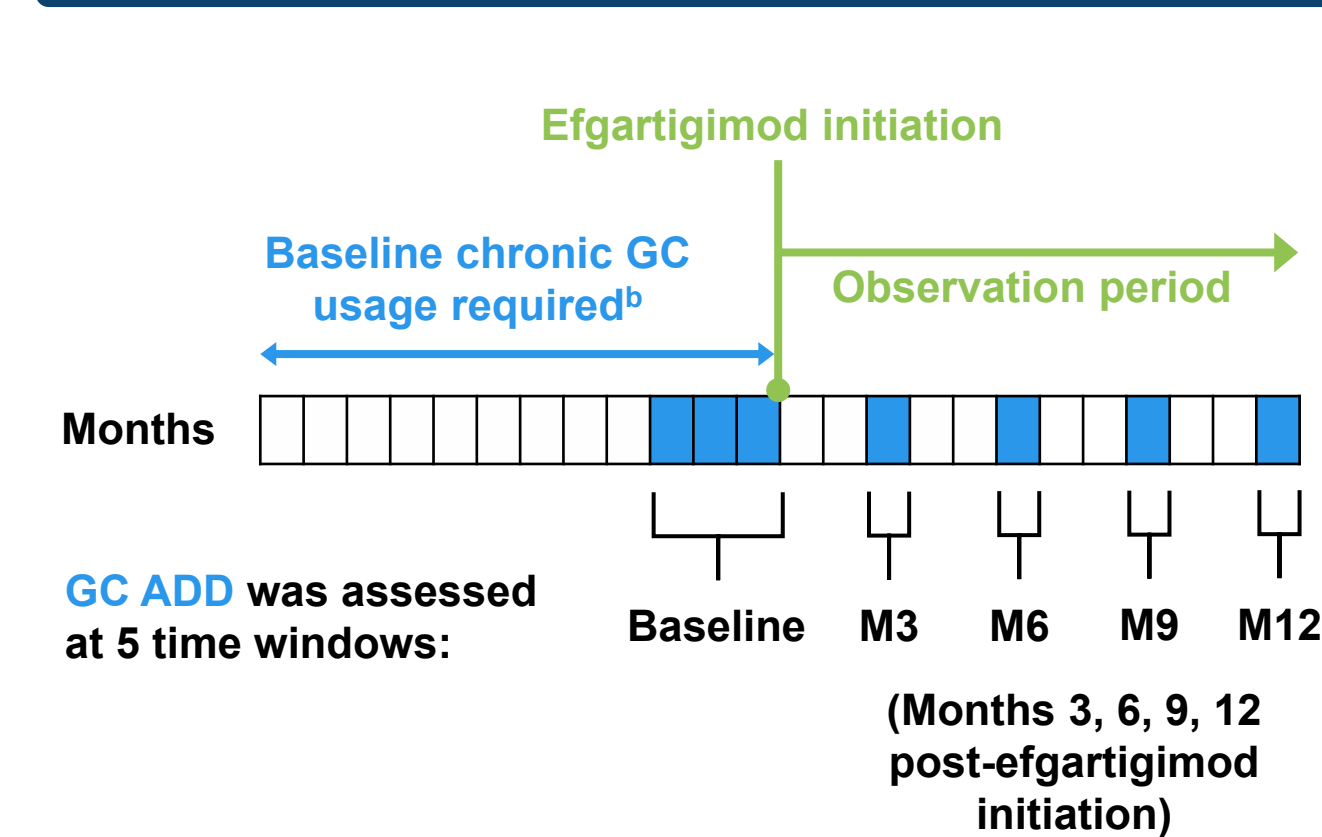 Efgartigimod initiation
Baseline chronic GC
usage requiredᵇ
Observation period
Months
GC ADD was assessed
at 5 time windows:
Baseline
M3
M6
M9
M12
(Months 3, 6, 9, 12
post-efgartigimod
initiation)